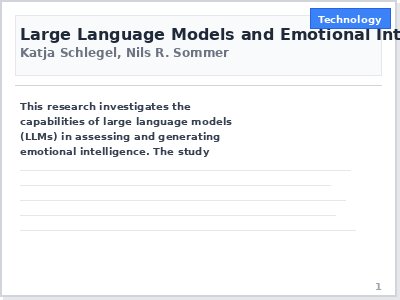 Technology
Large Language Models and Emotional Int
Katja Schlegel, Nils R. Sommer
This research investigates the
capabilities of large language models
(LLMs) in assessing and generating
emotional intelligence. The study
1